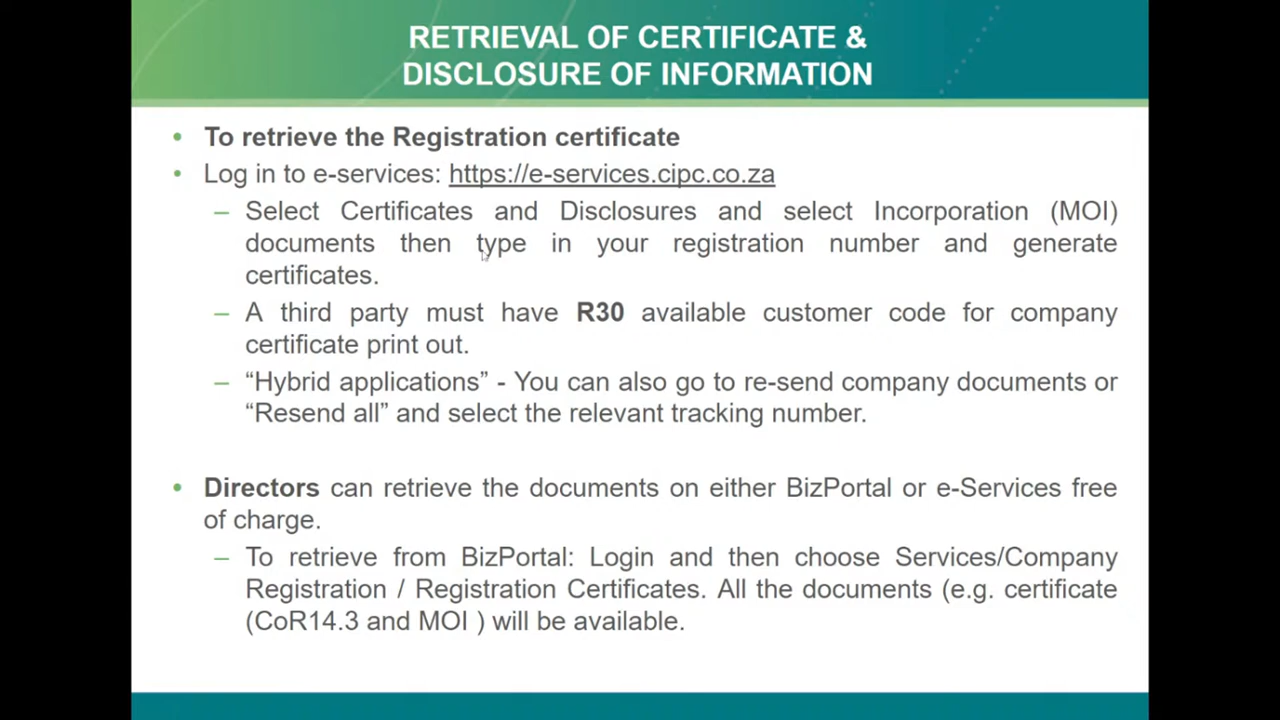 RETRIEVAL OF CERTIFICATE &
DISCLOSURE OF INFORMATION
• To retrieve the Registration certificate
• Log in to e-services: https://e-services.cipc.co.za
– Select Certificates and Disclosures and select Incorporation (MOI)
documents then type in your registration number and generate
certificates.
– A third party must have R30 available customer code for company
certificate print out.
– “Hybrid applications” - You can also go to re-send company documents or
“Resend all” and select the relevant tracking number.
• Directors can retrieve the documents on either BizPortal or e-Services free
of charge.
– To retrieve from BizPortal: Login and then choose Services/Company
Registration / Registration Certificates. All the documents (e.g. certificate
(CoR14.3 and MOI ) will be available.